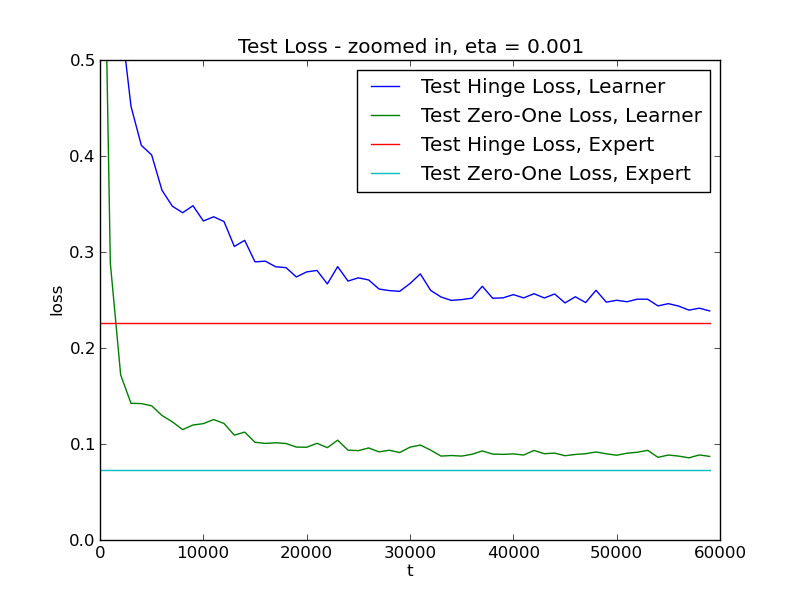 Test Loss - zoomed in, eta = 0.001
0.5
0.4
0.3
0.2
0.1
0.0
loss
Test Hinge Loss, Learner
Test Zero-One Loss, Learner
Test Hinge Loss, Expert
Test Zero-One Loss, Expert
0 10000 20000 30000 40000 50000 60000
t